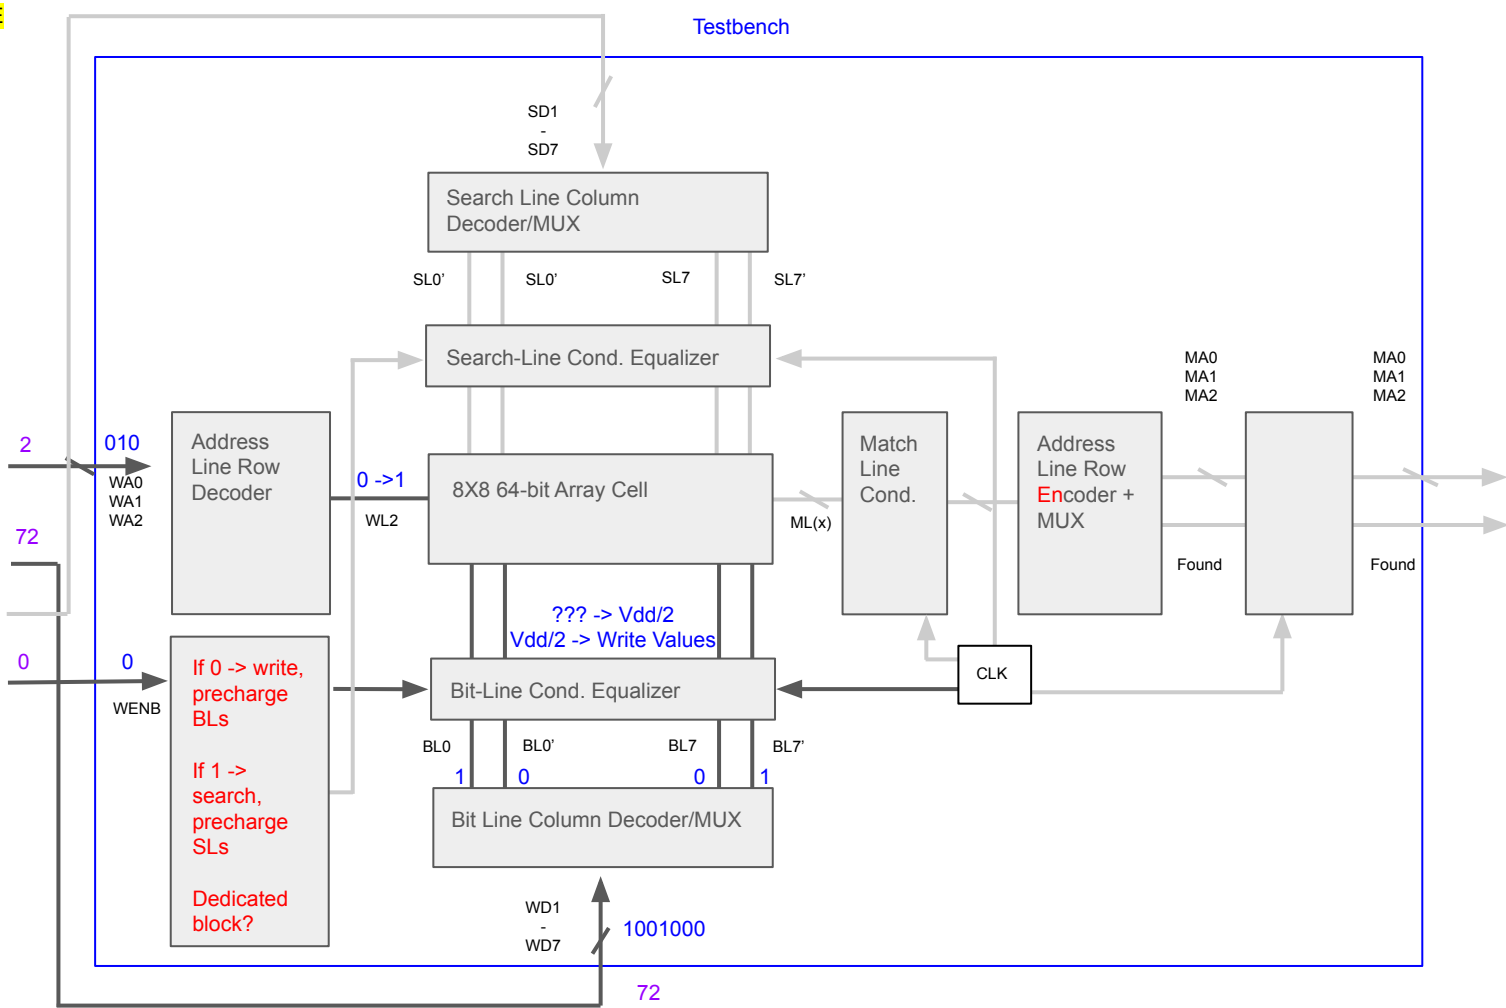 E
Testbench
SD1
-
SD7
Search Line Column
Decoder/MUX
SL0’
SL0’
SL7
SL7’
Search-Line Cond. Equalizer
MA0
MA1
MA2
MA0
MA1
MA2
2
010
WA0
WA1
WA2
Address
Line Row
Decoder
0 ->1
WL2
8X8 64-bit Array Cell
ML(x)
Match
Line
Cond.
Address
Line Row
Encoder +
MUX
Found
Found
72
??? -> Vdd/2
Vdd/2 -> Write Values
0
0
WENB
If 0 -> write,
precharge
BLs
If 1 ->
search,
precharge
SLs
Dedicated
block?
Bit-Line Cond. Equalizer
CLK
BL0
BL0’
BL7
BL7’
1
0
0
1
Bit Line Column Decoder/MUX
WD1
-
WD7
1001000
72